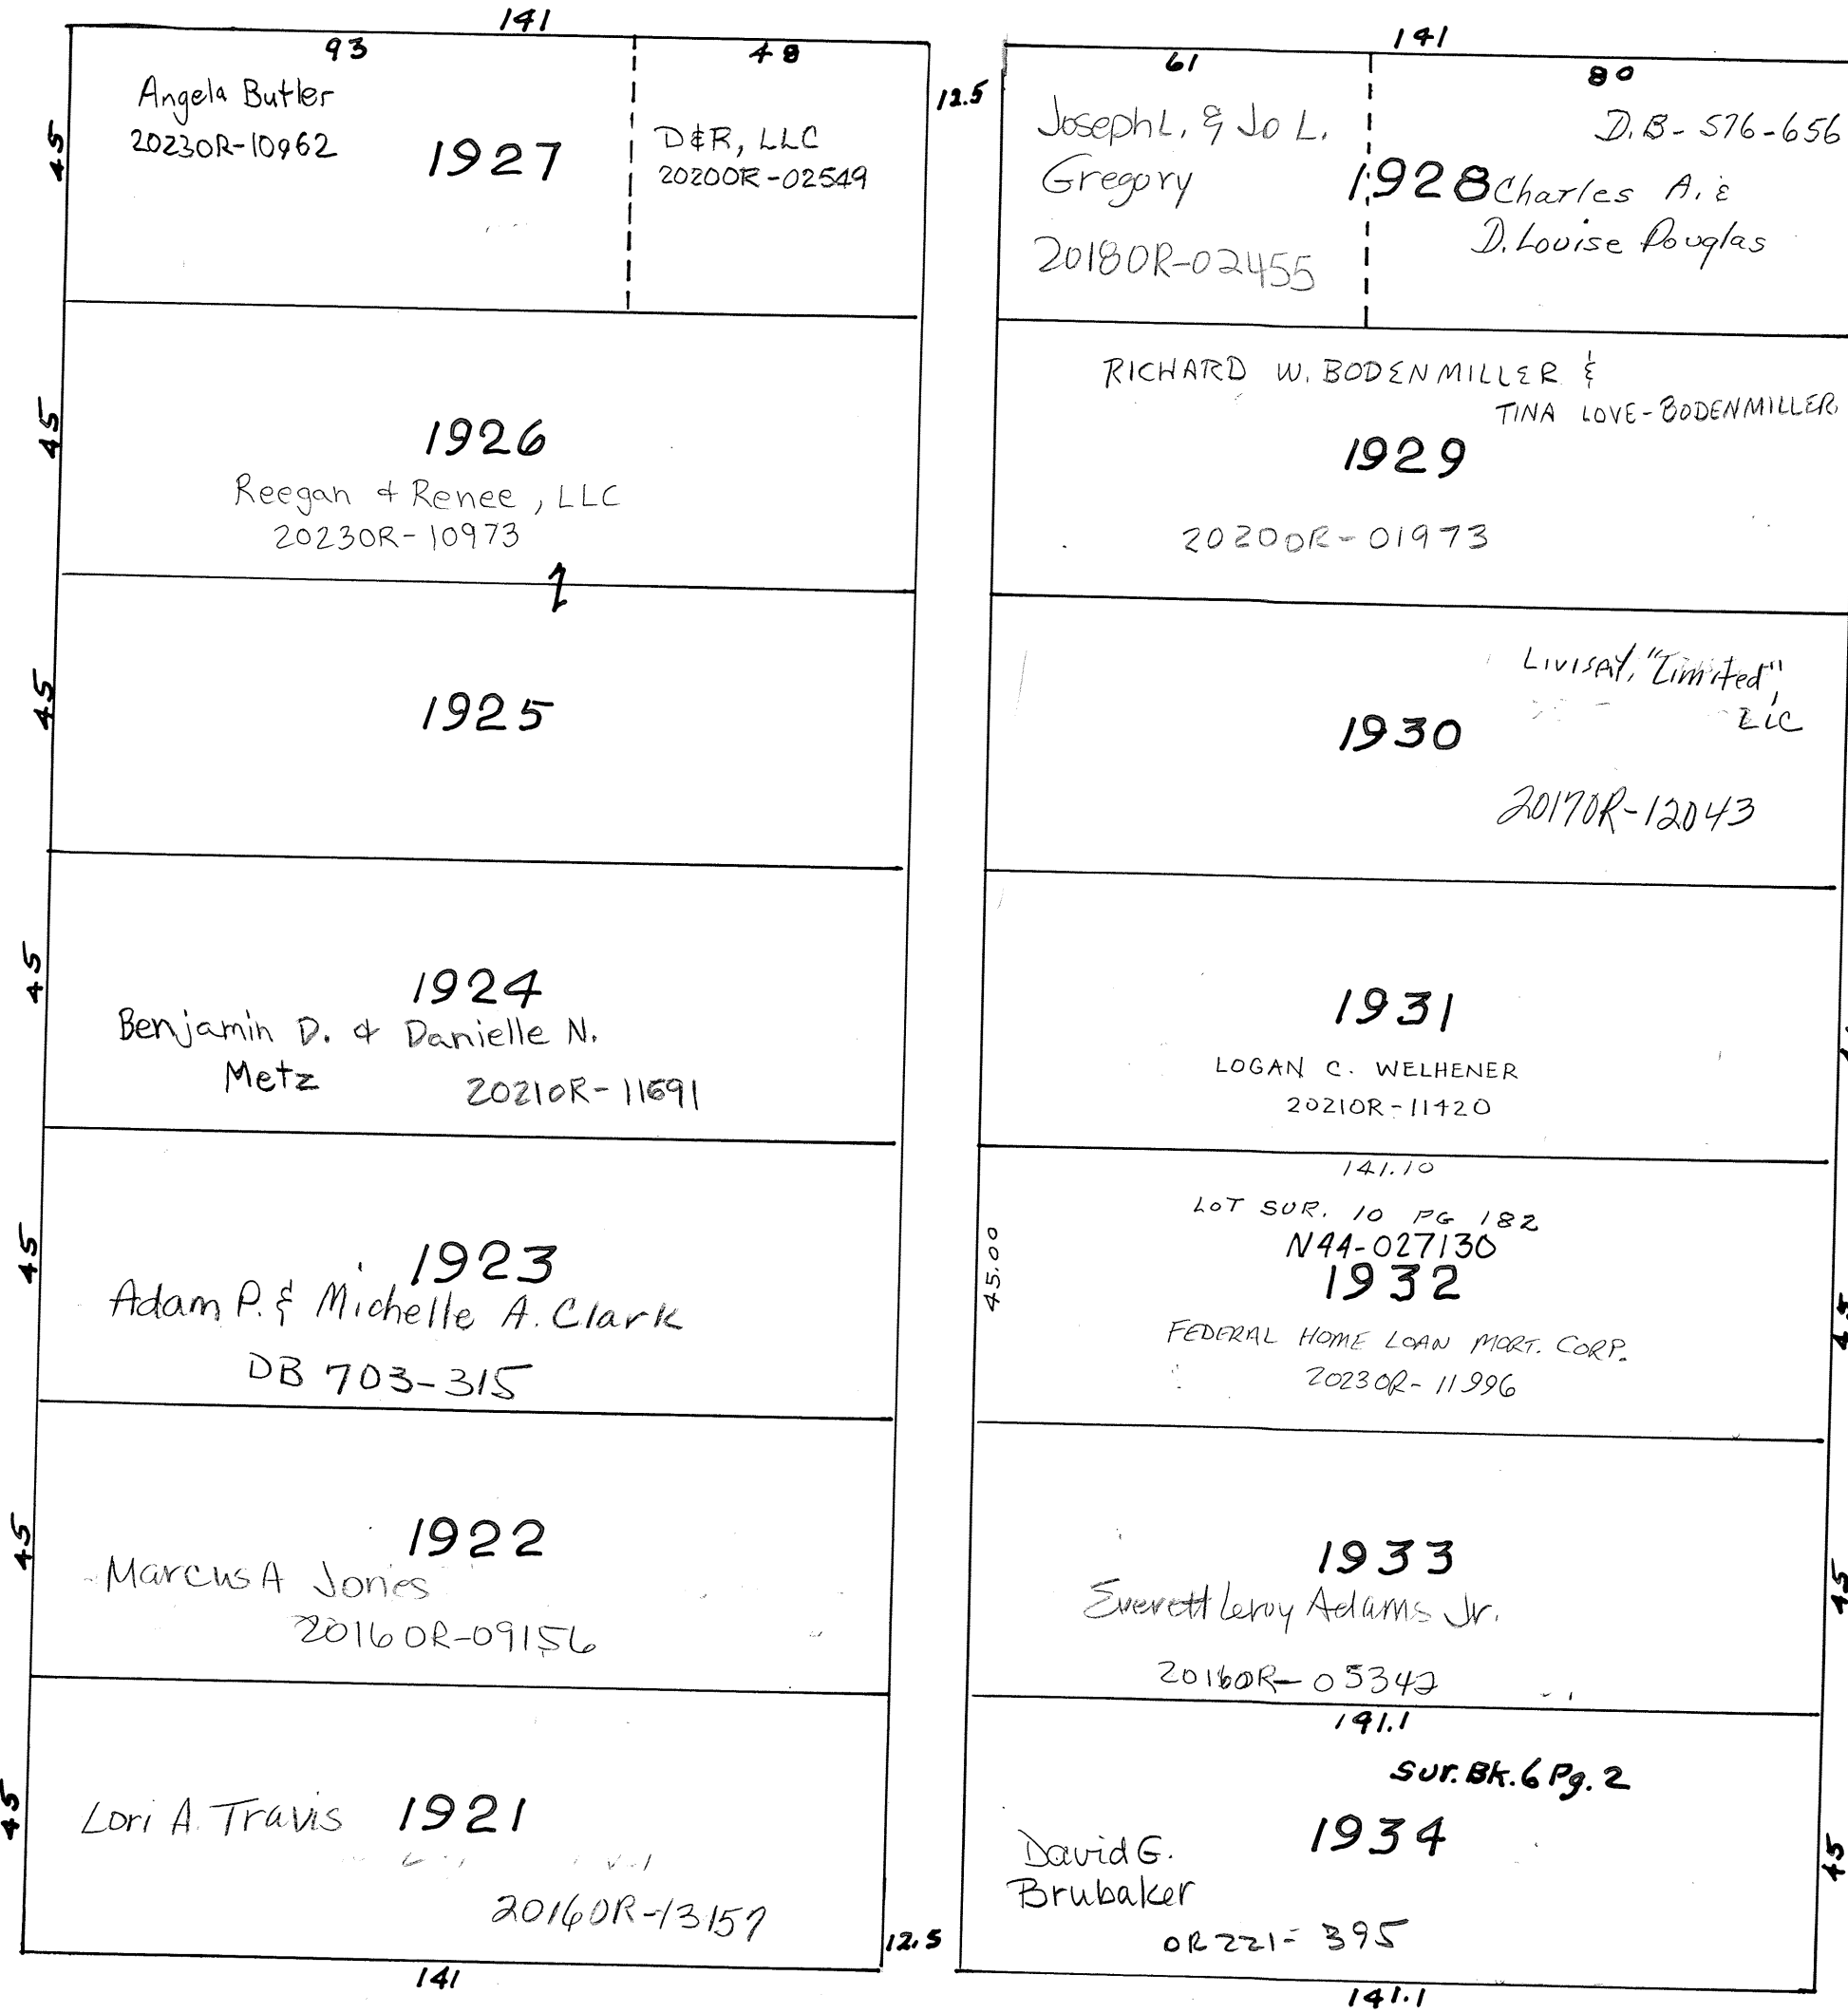 141
93
48
Angela Butler
2023OR-10962
1927
D&R, LLC
2020OR-02549
45
12.5
1926
Reegan & Renee, LLC
2023OR-10973
45
1925
45
1924
Benjamin D. & Danielle N.
Metz
2021OR-11691
45
1923
Adam P. & Michelle A. Clark
DB 703-315
45
1922
Marcus A Jones
2016OR-09156
45
Lori A. Travis
1921
2016OR-13157
45
12.5
141
141
61
80
Joseph L. & Jo L.
Gregory
2018OR-02455
1928
D.B-576-656
Charles A. &
D. Louise Douglas
RICHARD W. BODENMILLER &
TINA LOVE-BODENMILLER
1929
2020OR-01973
"Limited",
LLC
1930
2017OR-12043
1931
LOGAN C. WELHENER
2021OR-11420
141.10
LOT SUR. 10 PG 182
N44-027130
1932
45.00
45
FEDERAL HOME LOAN MORT. CORP.
2023OR-11996
1933
Everett Leroy Adams Jr.
2016OR-05342
45
141.1
Sur. Bk. 6 Pg. 2
1934
David G.
Brubaker
OR 221-395
45
141.1